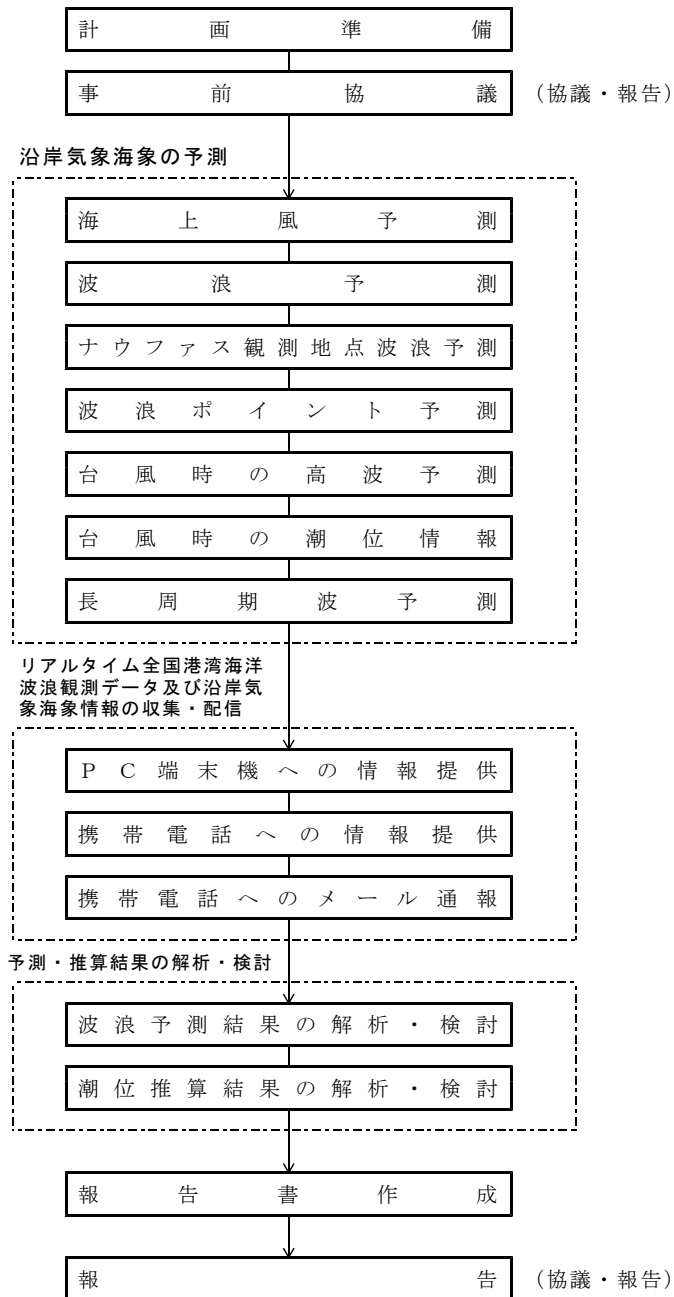 計画準備
事前協議 （協議・報告）
沿岸気象海象の予測
海上風予測
波浪予測
ナウファス観測地点波浪予測
波浪ポイント予測
台風時の高波予測
台風時の潮位情報
長周期波予測
リアルタイム全国港湾海洋
波浪観測データ及び沿岸気
象海象情報の収集・配信
ＰＣ端末機への情報提供
携帯電話への情報提供
携帯電話へのメール通報
予測・推算結果の解析・検討
波浪予測結果の解析・検討
潮位推算結果の解析・検討
報告書作成
報告 （協議・報告）